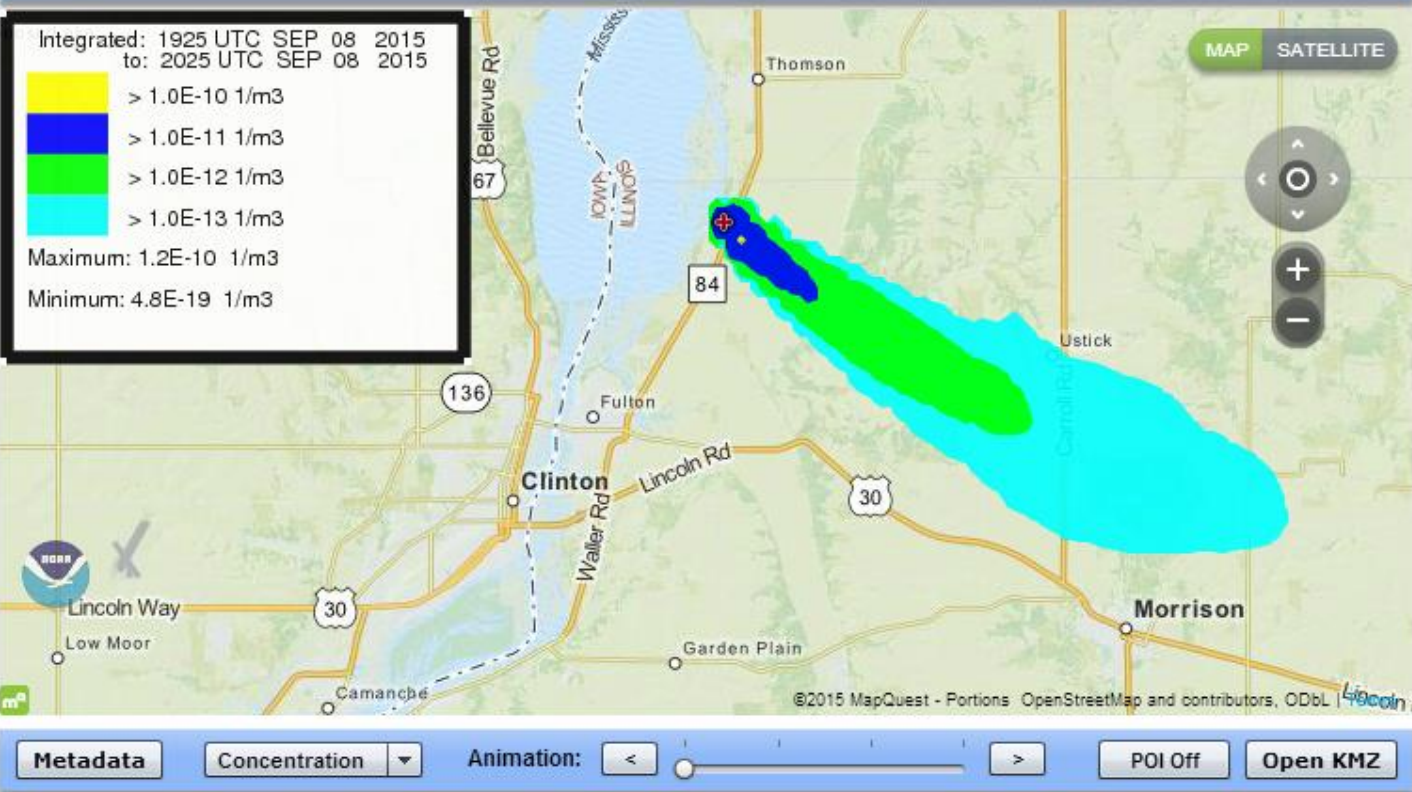 Integrated: 1925 UTC SEP 08 2015
to: 2025 UTC SEP 08 2015
> 1.0E-10 1/m3
> 1.0E-11 1/m3
> 1.0E-12 1/m3
> 1.0E-13 1/m3
Maximum: 1.2E-10 1/m3
Minimum: 4.8E-19 1/m3
Bellevue Rd
67
IOWA
ILLINOIS
Thomson
MAP
SATELLITE
84
Ustick
Carroll Rd
136
Fulton
Clinton
Lincoln Rd
30
Waller Rd
NOAA
Lincoln Way
30
Low Moor
Morrison
Garden Plain
Camanche
©2015 MapQuest - Portions OpenStreetMap and contributors, ODbL |
Lincoln
Metadata
Concentration
Animation:
<
>
POI Off
Open KMZ